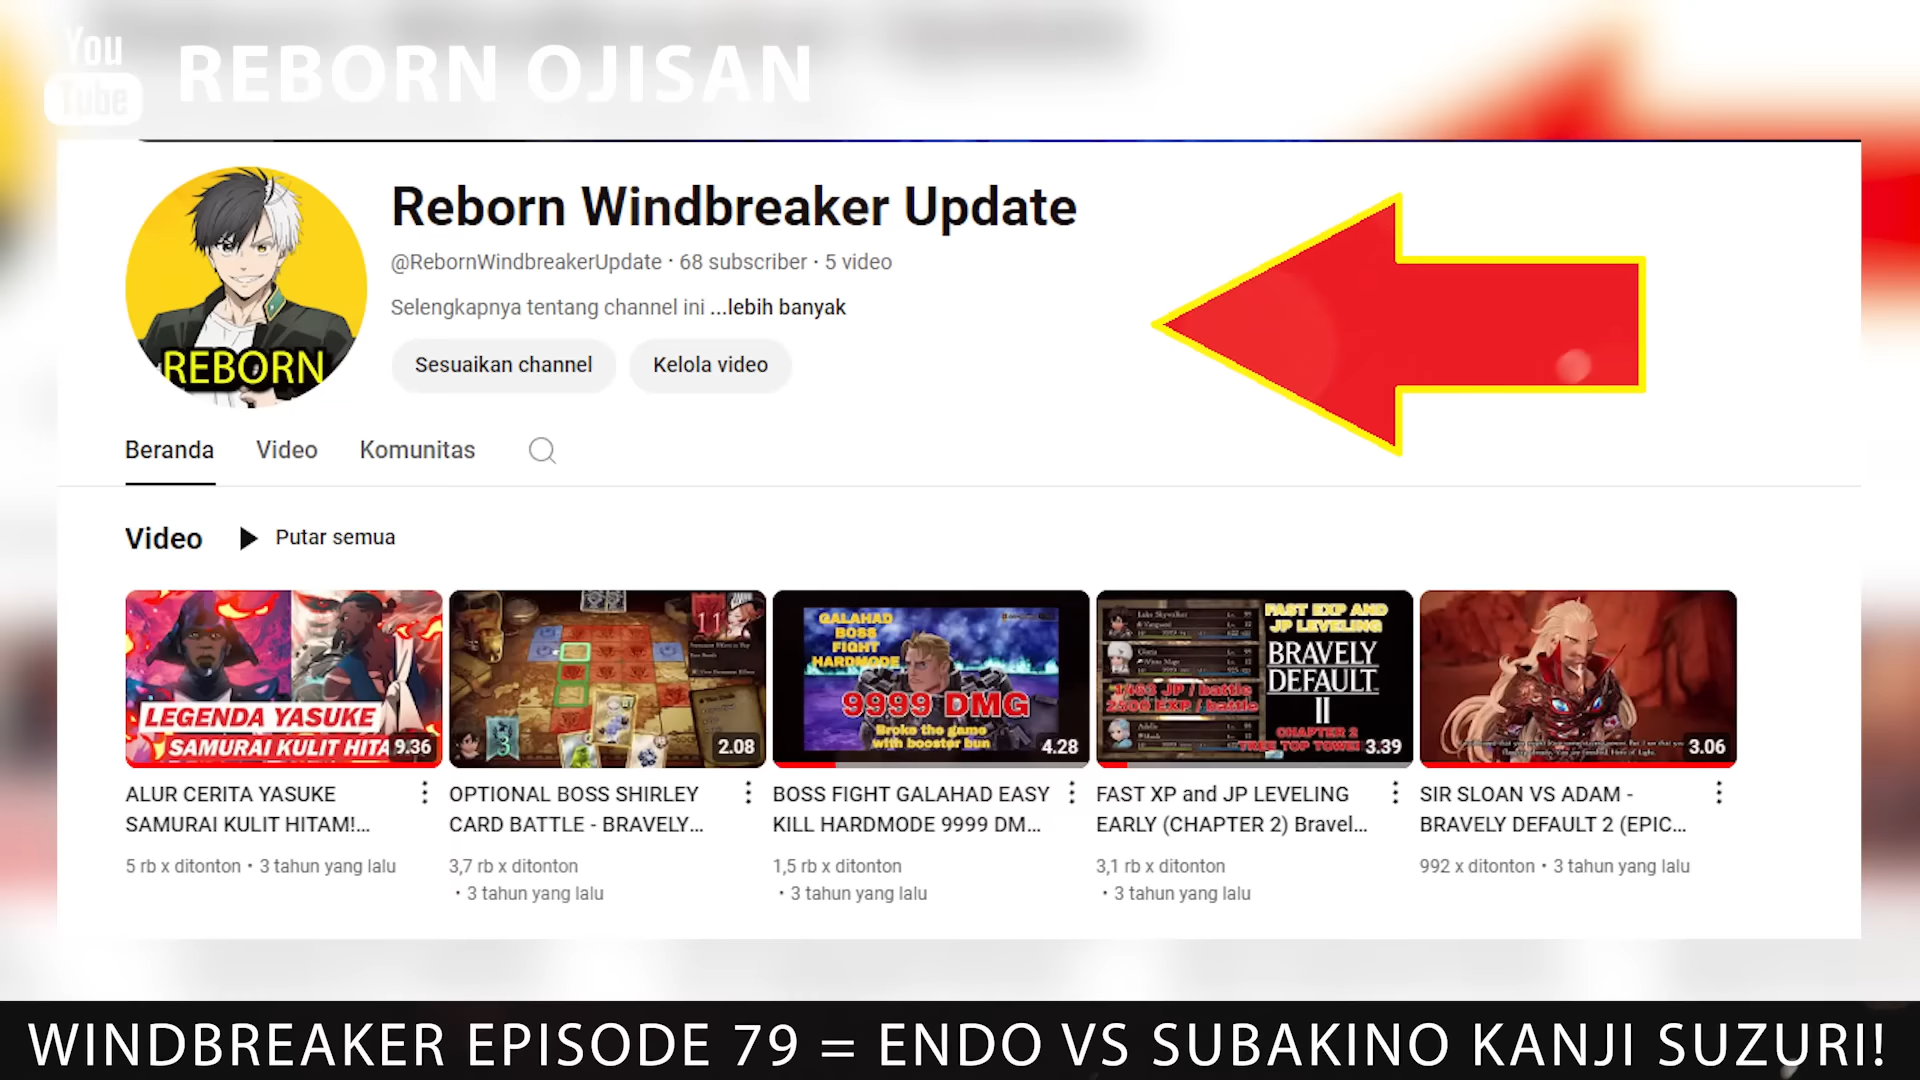 You
Tube
REBORN OJISAN
Reborn Windbreaker Update
@RebornWindbreakerUpdate · 68 subscriber · 5 video
Selengkapnya tentang channel ini ...lebih banyak
Sesuaikan channel
Kelola video
REBORN
Beranda
Video
Komunitas
Video
Putar semua
LEGENDA YASUKE
SAMURAI KULIT HITA
9.36
11
3
2.08
GALAHAD
BOSS
FIGHT
HARDMODE
9999 DMG
Broke the game
with booster bun
4.28
FAST EXP AND
JP LEVELING
BRAVELY
DEFAULT
II
CHAPTER 2
TREE TOP TOWE
3.39
3.06
ALUR CERITA YASUKE
SAMURAI KULIT HITAM!...
5 rb x ditonton · 3 tahun yang lalu
OPTIONAL BOSS SHIRLEY
CARD BATTLE - BRAVELY...
3,7 rb x ditonton
· 3 tahun yang lalu
BOSS FIGHT GALAHAD EASY
KILL HARDMODE 9999 DM...
1,5 rb x ditonton
· 3 tahun yang lalu
FAST XP and JP LEVELING
EARLY (CHAPTER 2) Bravel...
3,1 rb x ditonton
· 3 tahun yang lalu
SIR SLOAN VS ADAM -
BRAVELY DEFAULT 2 (EPIC...
992 x ditonton · 3 tahun yang lalu
WINDBREAKER EPISODE 79 = ENDO VS SUBAKINO KANJI SUZURI!